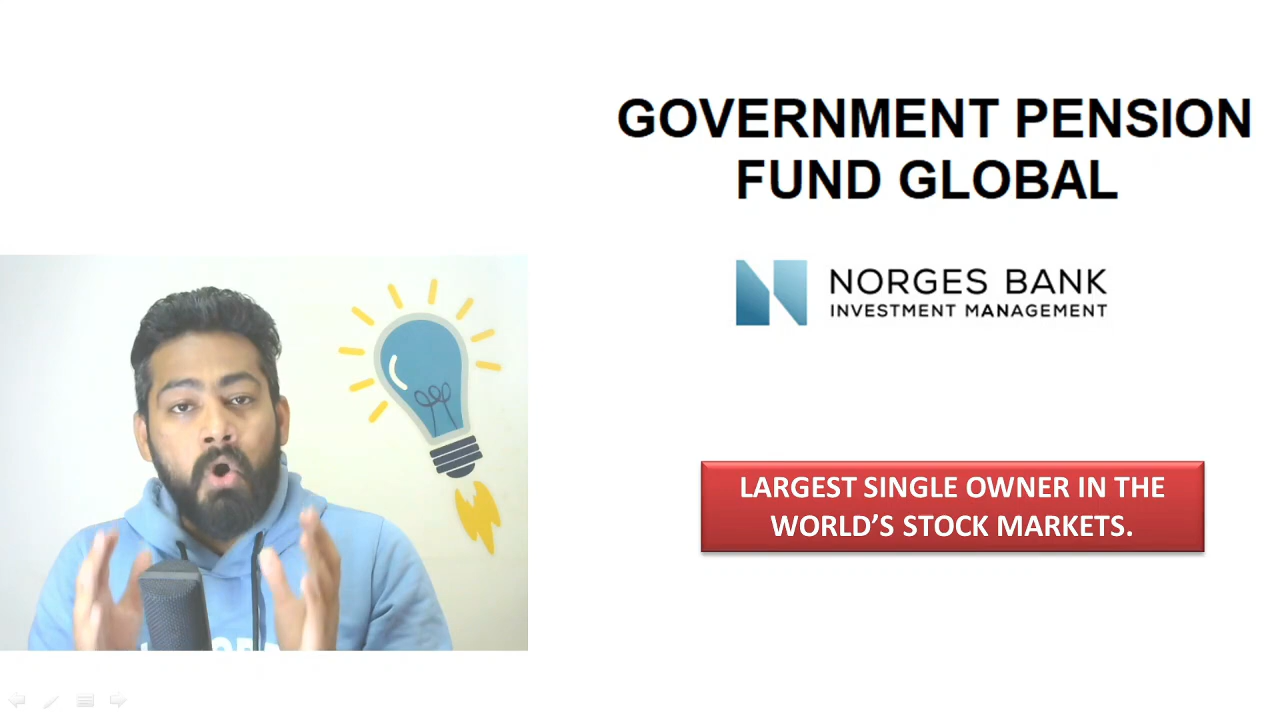 GOVERNMENT PENSION
FUND GLOBAL
NORGES BANK
INVESTMENT MANAGEMENT
LARGEST SINGLE OWNER IN THE
WORLD’S STOCK MARKETS.